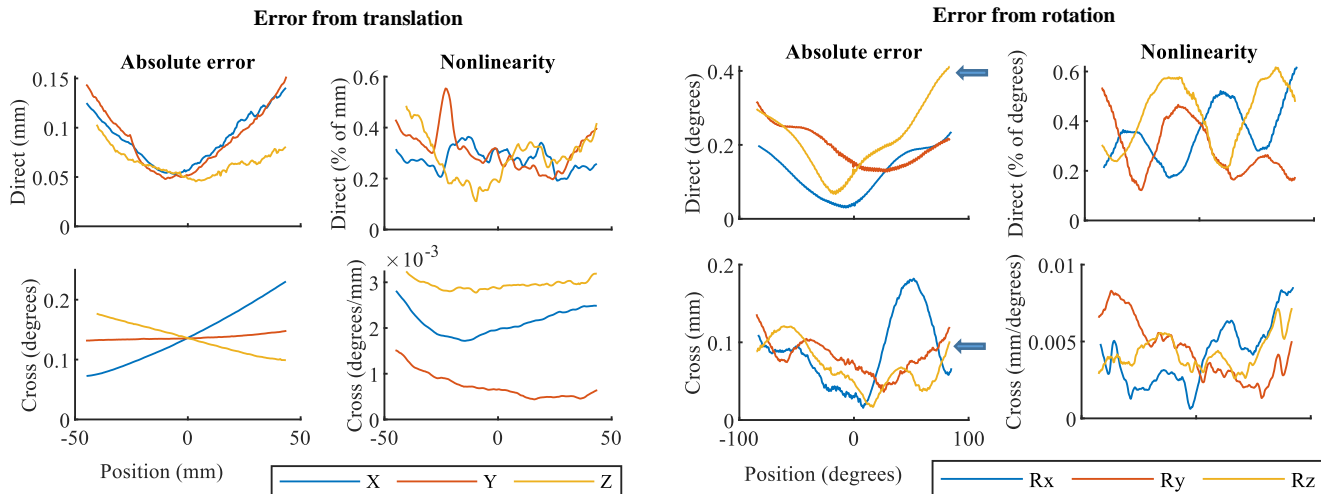 Error from translation
Absolute error
Nonlinearity
Direct (mm)
0.15
0.1
0.05
0
Direct (% of mm)
0.6
0.4
0.2
0
Cross (degrees)
0.2
0.1
0
-50
0
50
Cross (degrees/mm)
×10⁻³
3
2
1
0
-50
0
50
Position (mm)
X
Y
Z
Error from rotation
Absolute error
Nonlinearity
Direct (degrees)
0.4
0.2
0
Direct (% of degrees)
0.6
0.4
0.2
0
Cross (mm)
0.2
0.1
0
-100
0
100
Cross (mm/degrees)
0.01
0.005
0
Position (degrees)
Rx
Ry
Rz